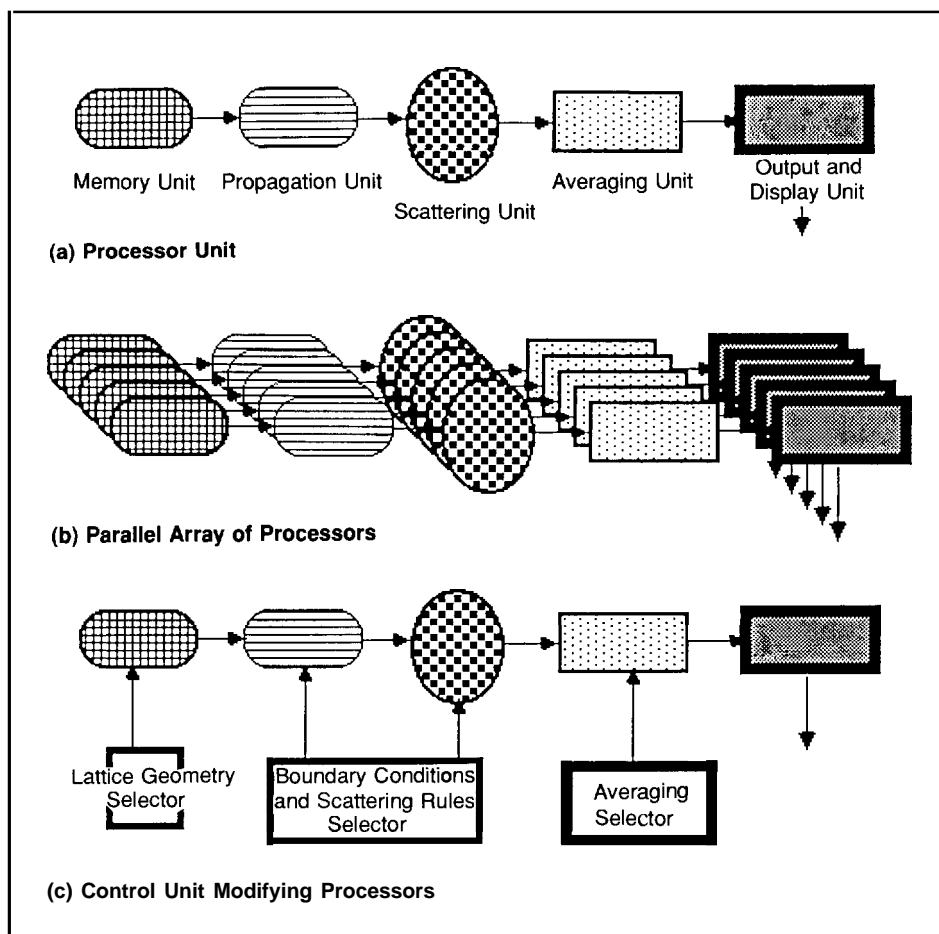 Memory Unit
Propagation Unit
Scattering Unit
Averaging Unit
Output and
Display Unit
(a) Processor Unit
(b) Parallel Array of Processors
Lattice Geometry
Selector
Boundary Conditions
and Scattering Rules
Selector
Averaging
Selector
(c) Control Unit Modifying Processors